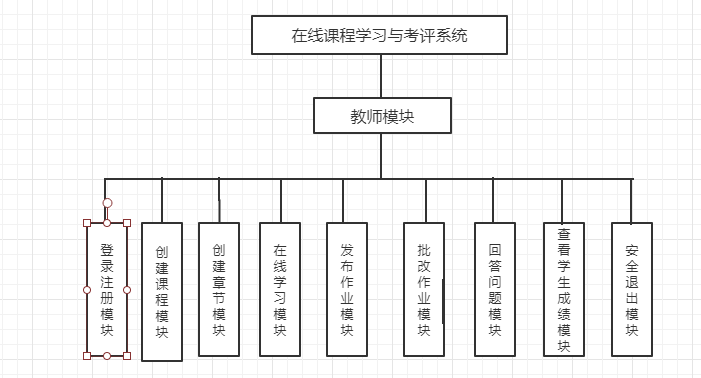 在线课程学习与考评系统
教师模块
登录注册模块
创建课程模块
创建章节模块
在线学习模块
发布作业模块
批改作业模块
回答问题模块
查看学生成绩模块
安全退出模块